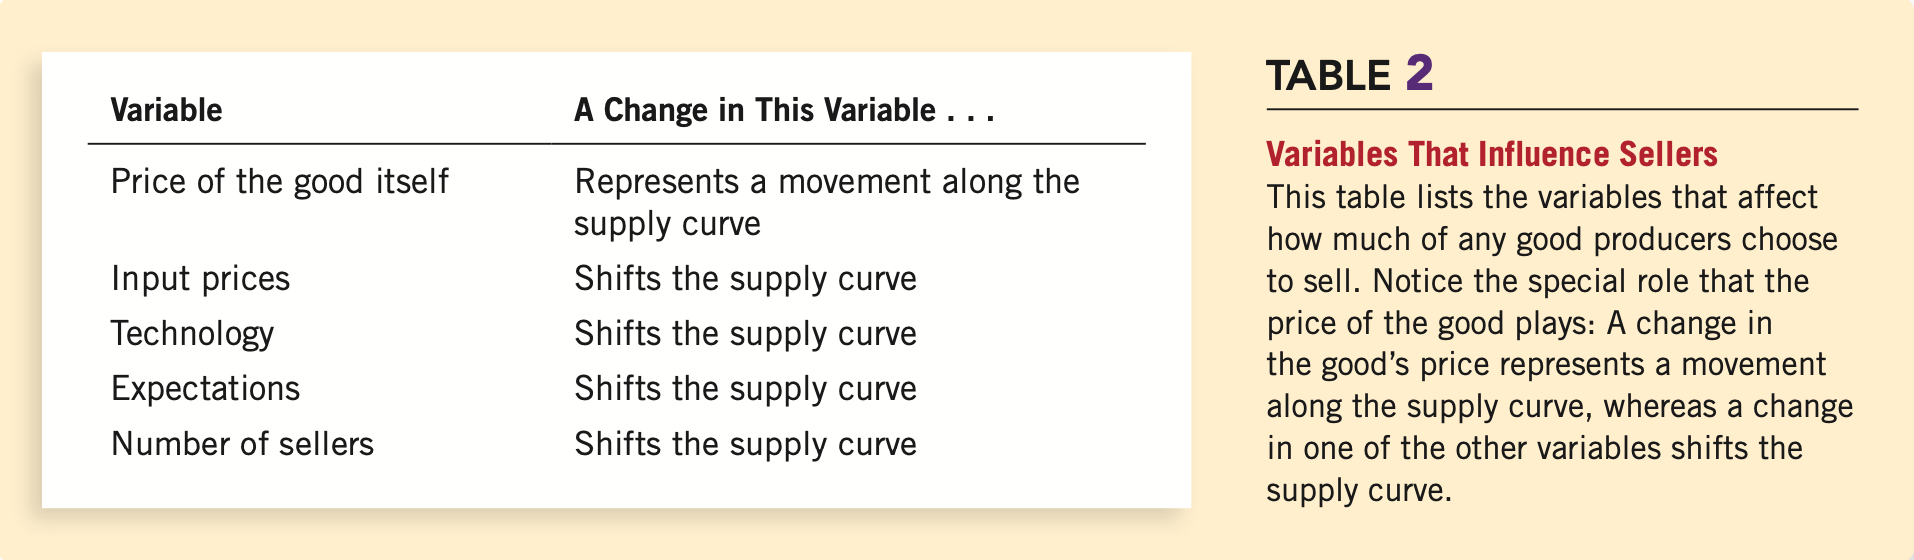 Variable A Change in This Variable . . .
Price of the good itself Represents a movement along the
supply curve
Input prices Shifts the supply curve
Technology Shifts the supply curve
Expectations Shifts the supply curve
Number of sellers Shifts the supply curve
TABLE 2
Variables That Influence Sellers
This table lists the variables that affect
how much of any good producers choose
to sell. Notice the special role that the
price of the good plays: A change in
the good’s price represents a movement
along the supply curve, whereas a change
in one of the other variables shifts the
supply curve.